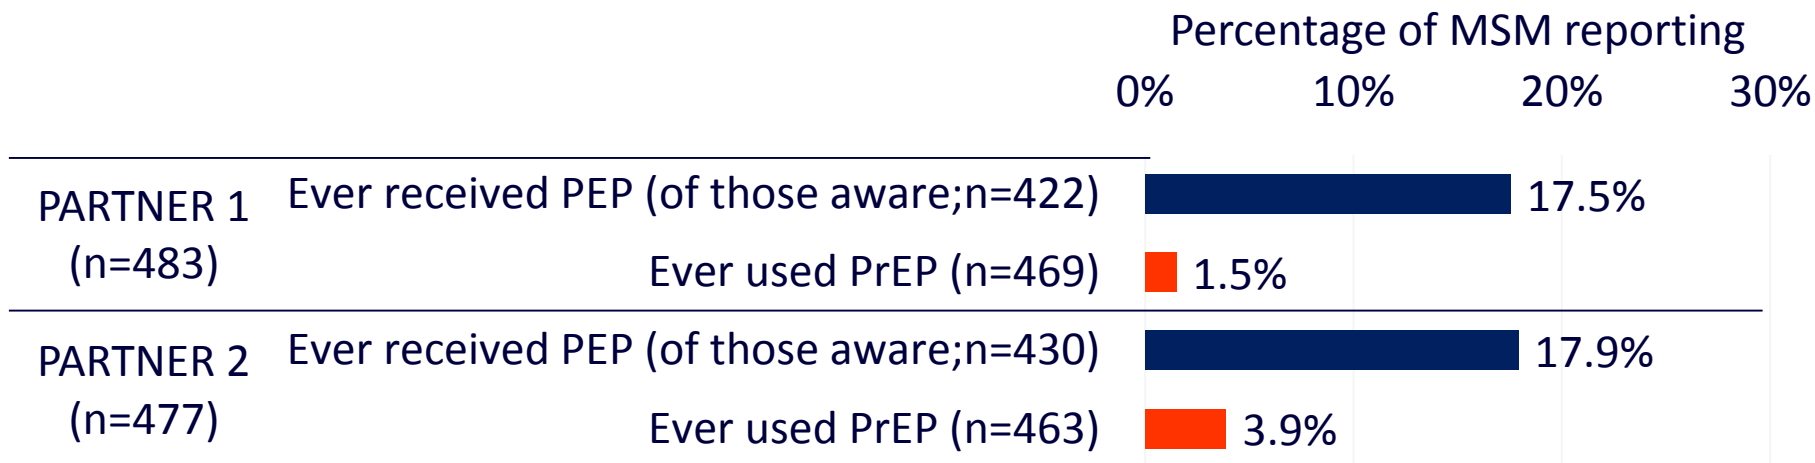 Percentage of MSM reporting
0% 10% 20% 30%
PARTNER 1
(n=483)
Ever received PEP (of those aware;n=422) 17.5%
Ever used PrEP (n=469) 1.5%
PARTNER 2
(n=477)
Ever received PEP (of those aware;n=430) 17.9%
Ever used PrEP (n=463) 3.9%